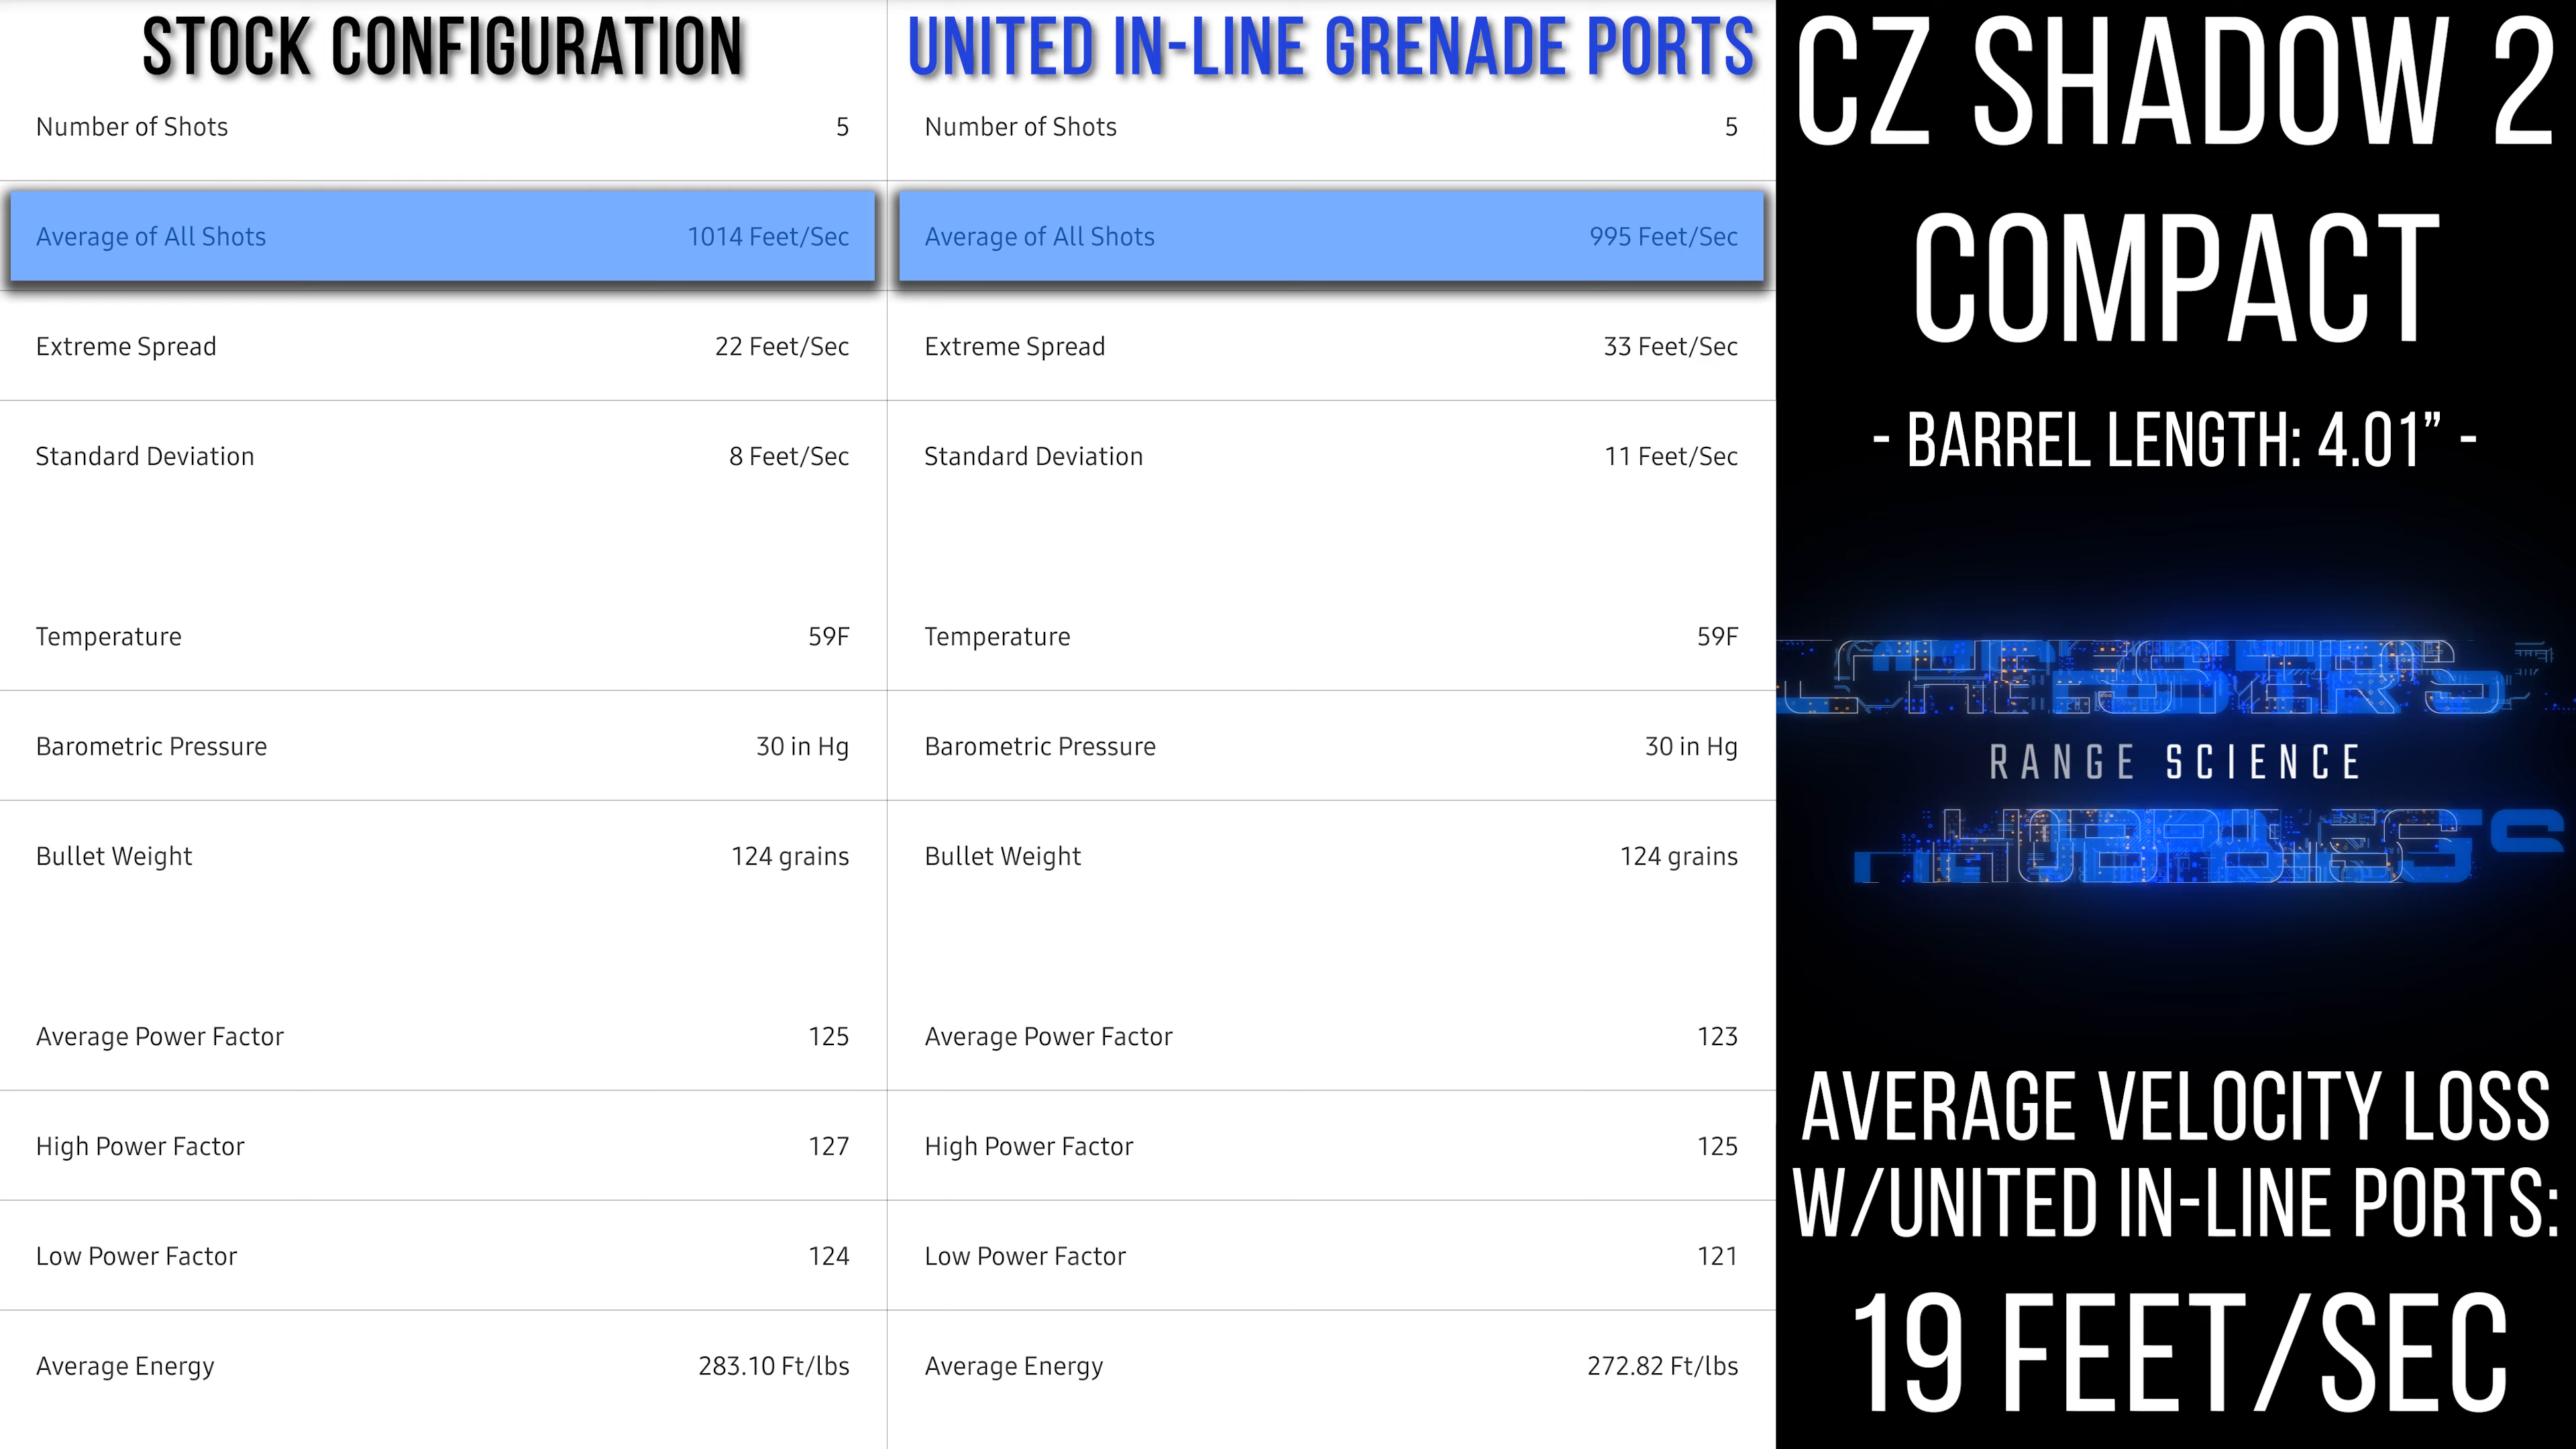 STOCK CONFIGURATION
Number of Shots 5
Average of All Shots 1014 Feet/Sec
Extreme Spread 22 Feet/Sec
Standard Deviation 8 Feet/Sec
Temperature 59F
Barometric Pressure 30 in Hg
Bullet Weight 124 grains
Average Power Factor 125
High Power Factor 127
Low Power Factor 124
Average Energy 283.10 Ft/lbs
UNITED IN-LINE GRENADE PORTS
Number of Shots 5
Average of All Shots 995 Feet/Sec
Extreme Spread 33 Feet/Sec
Standard Deviation 11 Feet/Sec
Temperature 59F
Barometric Pressure 30 in Hg
Bullet Weight 124 grains
Average Power Factor 123
High Power Factor 125
Low Power Factor 121
Average Energy 272.82 Ft/lbs
CZ SHADOW 2
COMPACT
- BARREL LENGTH: 4.01” -
CHESTERS
RANGE SCIENCE
HOBBIES
AVERAGE VELOCITY LOSS
W/UNITED IN-LINE PORTS:
19 FEET/SEC